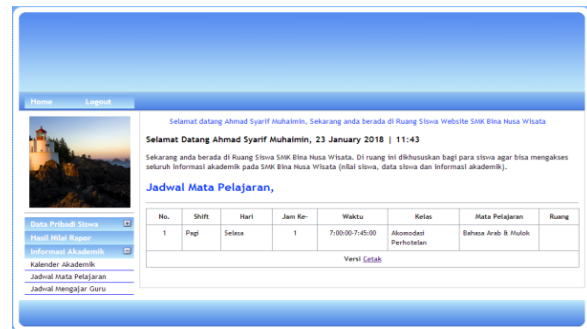 Home Logout
Selamat datang Ahmad Syarif Muhaimin, Sekarang anda berada di Ruang Siswa Website SMK Bina Nusa Wisata
Selamat Datang Ahmad Syarif Muhaimin, 23 January 2018 | 11:43
Sekarang anda berada di Ruang Siswa SMK Bina Nusa Wisata. Di ruang ini dikhususkan bagi para siswa agar bisa mengakses
seluruh informasi akademik pada SMK Bina Nusa Wisata (nilai siswa, data siswa dan informasi akademik).
Jadwal Mata Pelajaran,
No. Shift Hari Jam Ke- Waktu Kelas Mata Pelajaran Ruang
1 Pagi Selasa 1 7:00:00-7:45:00 Akomodasi Bahasa Arab & Mulok
Perhotelan
Versi Cetak
Data Pribadi Siswa
Hasil Nilai Rapor
Informasi Akademik
Kalender Akademik
Jadwal Mata Pelajaran
Jadwal Mengajar Guru